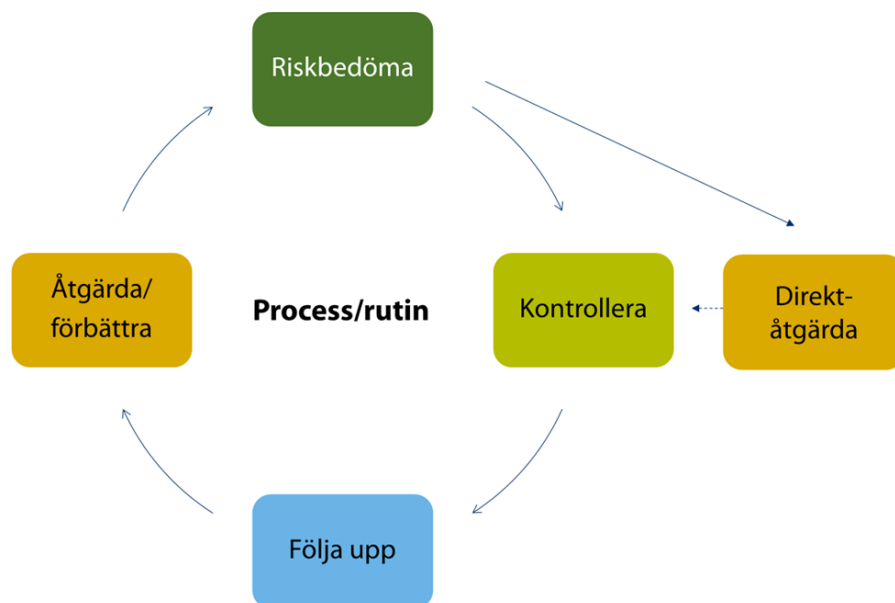 Riskbedöma
Åtgärda/
förbättra
Process/rutin
Kontrollera
Direkt-
åtgärda
Följa upp